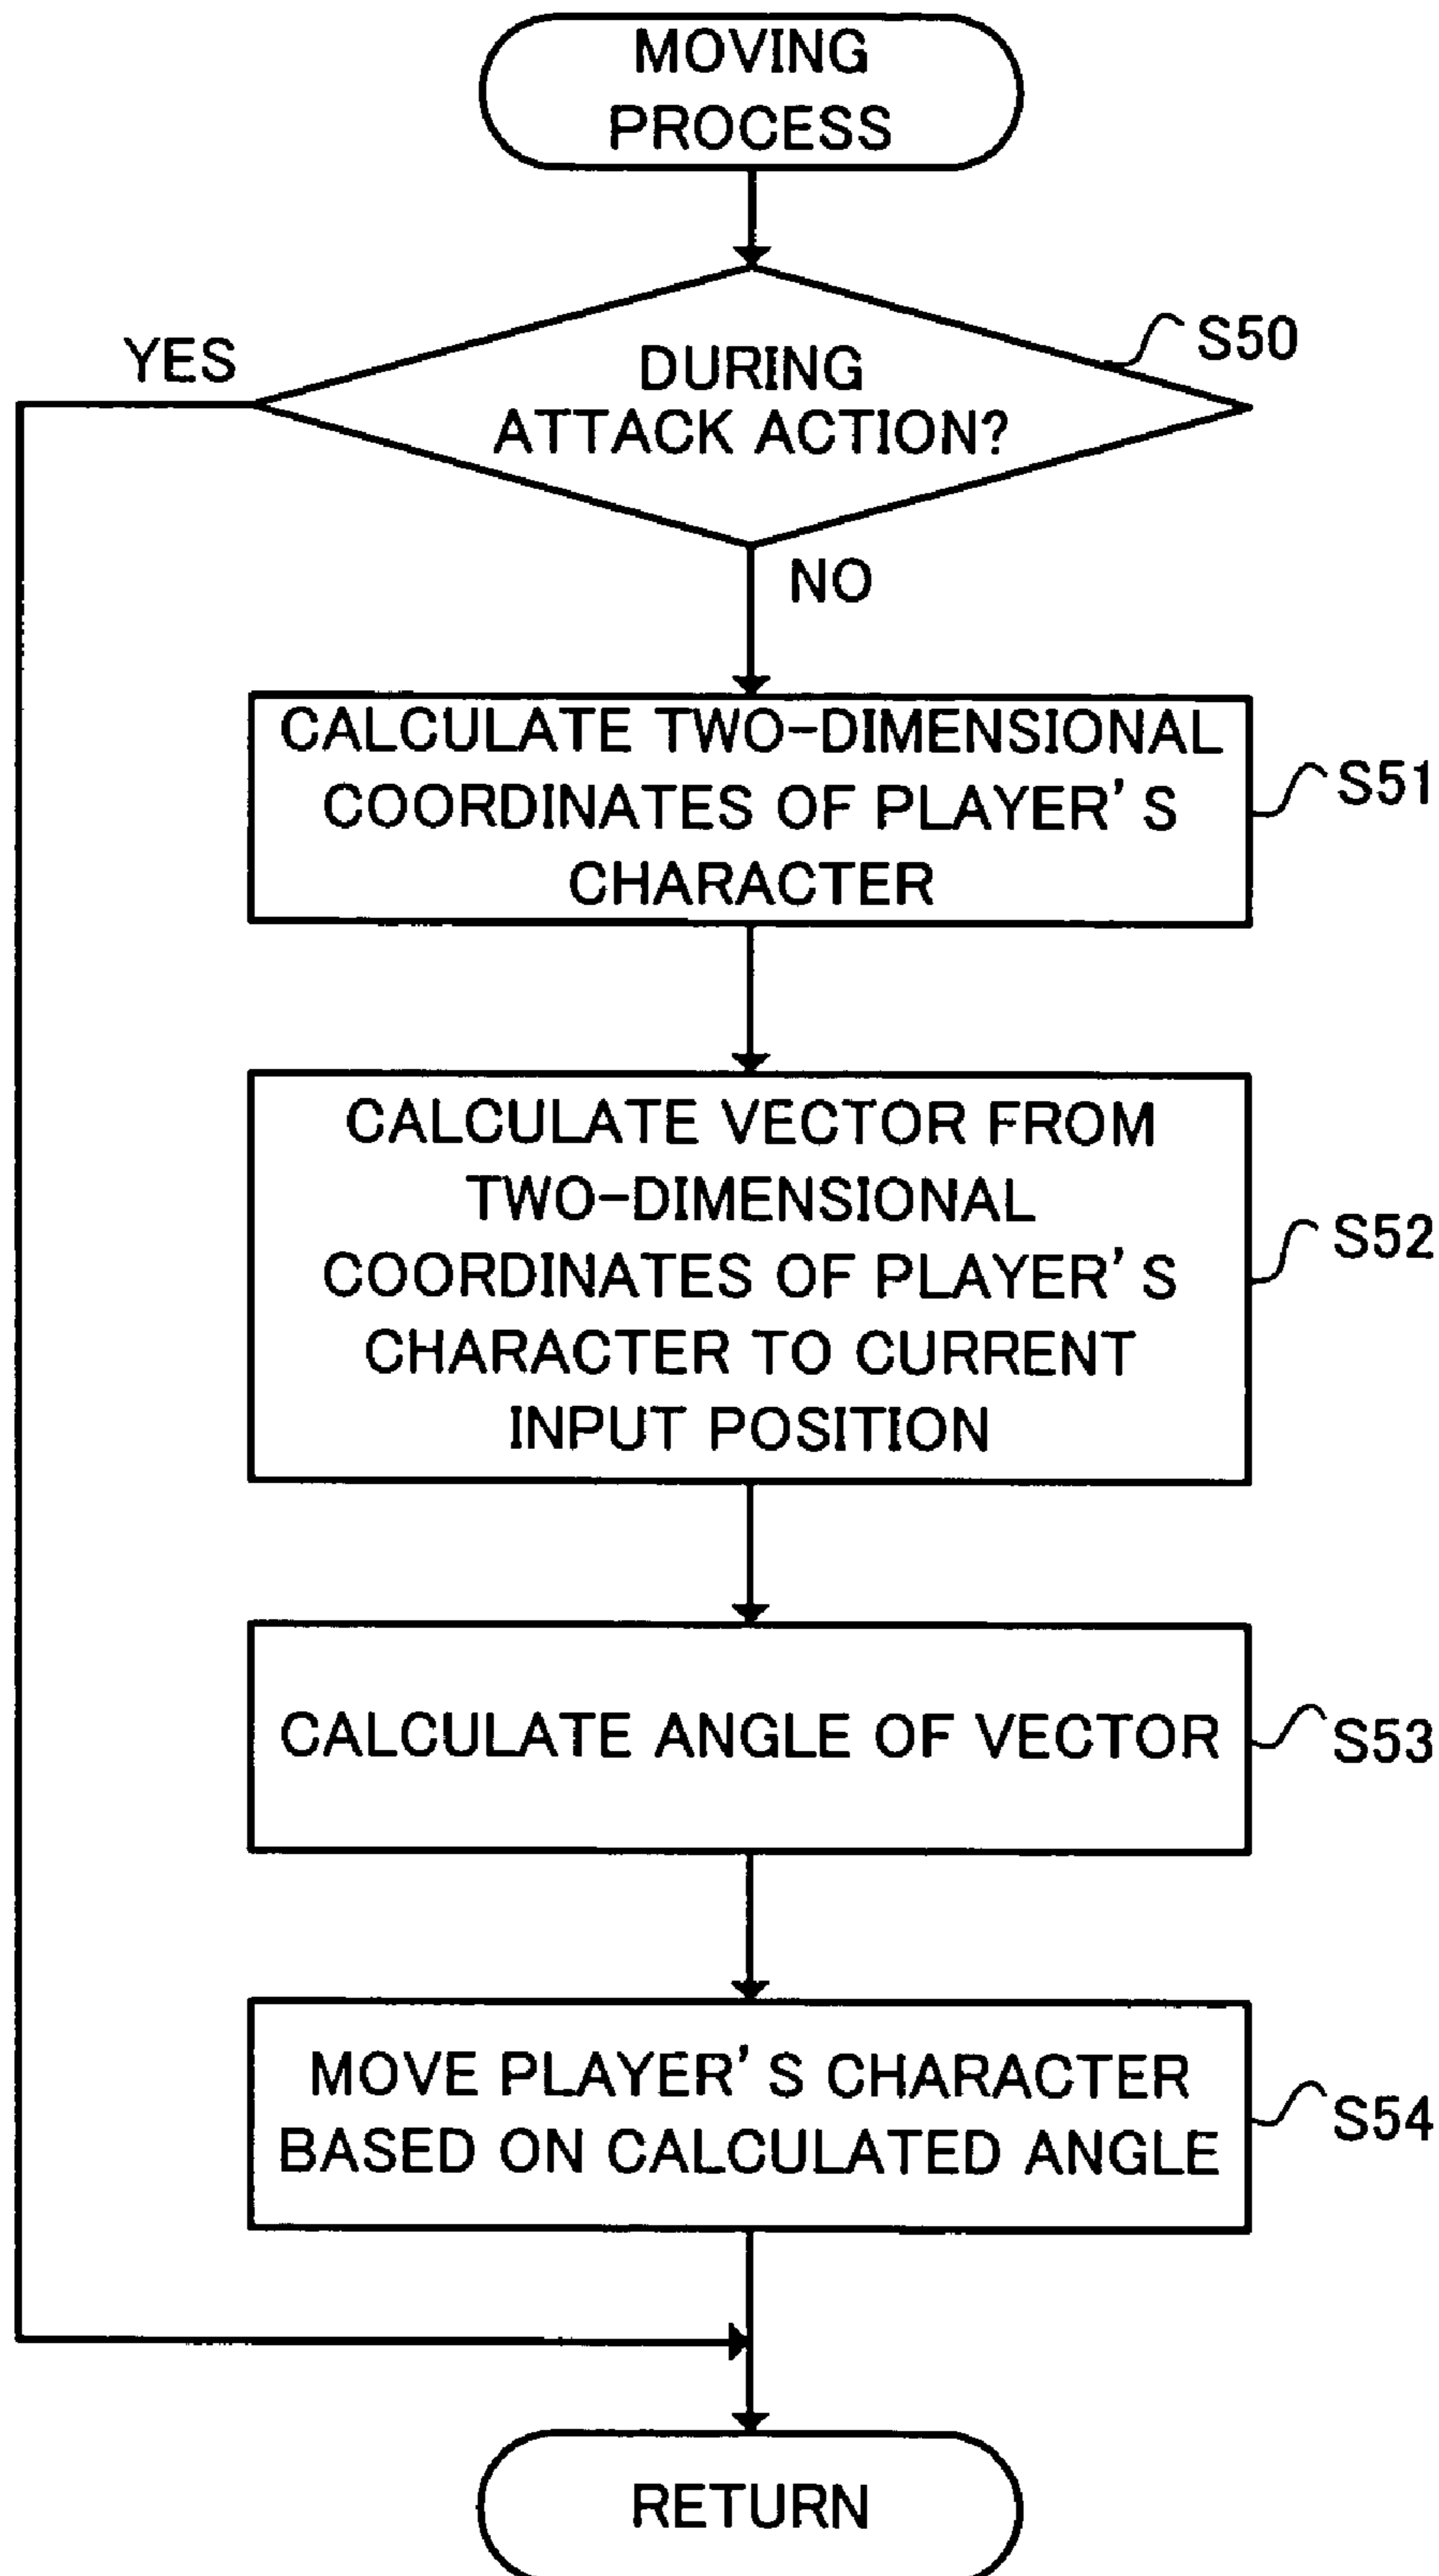 MOVING
PROCESS
YES
DURING
ATTACK ACTION?
S50
NO
CALCULATE TWO-DIMENSIONAL
COORDINATES OF PLAYER'S
CHARACTER
S51
CALCULATE VECTOR FROM
TWO-DIMENSIONAL
COORDINATES OF PLAYER'S
CHARACTER TO CURRENT
INPUT POSITION
S52
CALCULATE ANGLE OF VECTOR
S53
MOVE PLAYER'S CHARACTER
BASED ON CALCULATED ANGLE
S54
RETURN